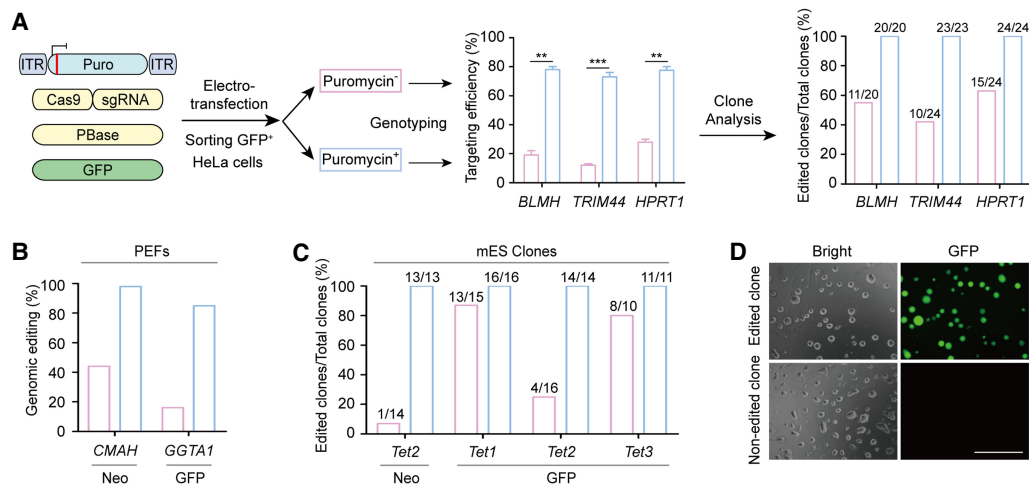 A
ITR Puro ITR
Cas9 sgRNA
PBase
GFP
Electro-
transfection
Sorting GFP+
HeLa cells
Puromycin-
Genotyping
Puromycin+
Targeting efficiency (%)
100
80
60
40
20
0
** *** **
BLMH TRIM44 HPRT1
Clone
Analysis
Edited clones/Total clones (%)
100
80
60
40
20
0
20/20 23/23 24/24
11/20 10/24 15/24
BLMH TRIM44 HPRT1
B
PEFs
Genomic editing (%)
100
80
60
40
20
0
CMAH GGTA1
Neo GFP
C
mES Clones
Edited clones/Total clones (%)
100
80
60
40
20
0
13/13 16/16 14/14 11/11
1/14 13/15 4/16 8/10
Tet2 Tet1 Tet2 Tet3
Neo GFP
D
Bright GFP
Edited clone
Non-edited clone